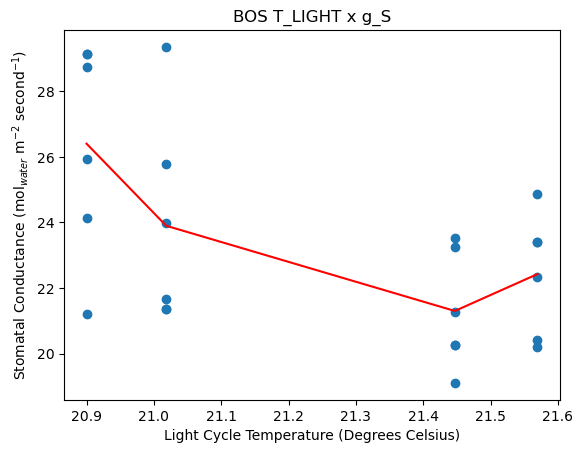 BOS T_LIGHT x g_S
Stomatal Conductance (mol_water m⁻² second⁻¹)
28
26
24
22
20
20.9 21.0 21.1 21.2 21.3 21.4 21.5 21.6
Light Cycle Temperature (Degrees Celsius)